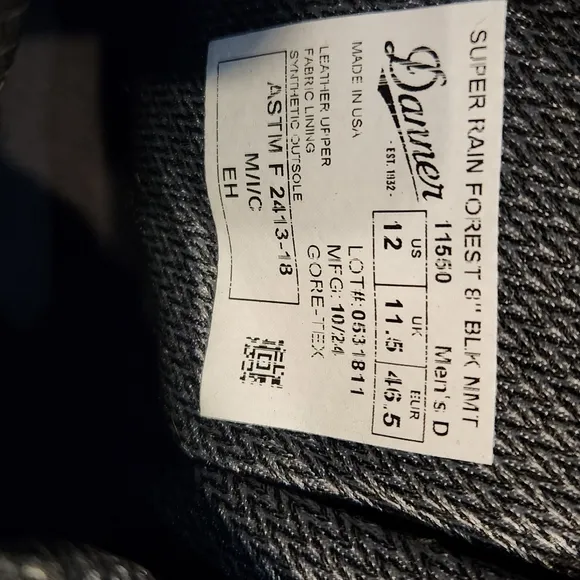 SUPER RAIN FOREST 8" BLK NMT
Danner
- EST. 1932 -
11550 Men's D
US UK EUR
12 11.5 46.5
MADE IN USA
LOT#:0531811
MFG: 10/24
GORE-TEX
LEATHER UPPER
FABRIC LINING
SYNTHETIC OUTSOLE
ASTM F 2413-18
M/I/C
EH